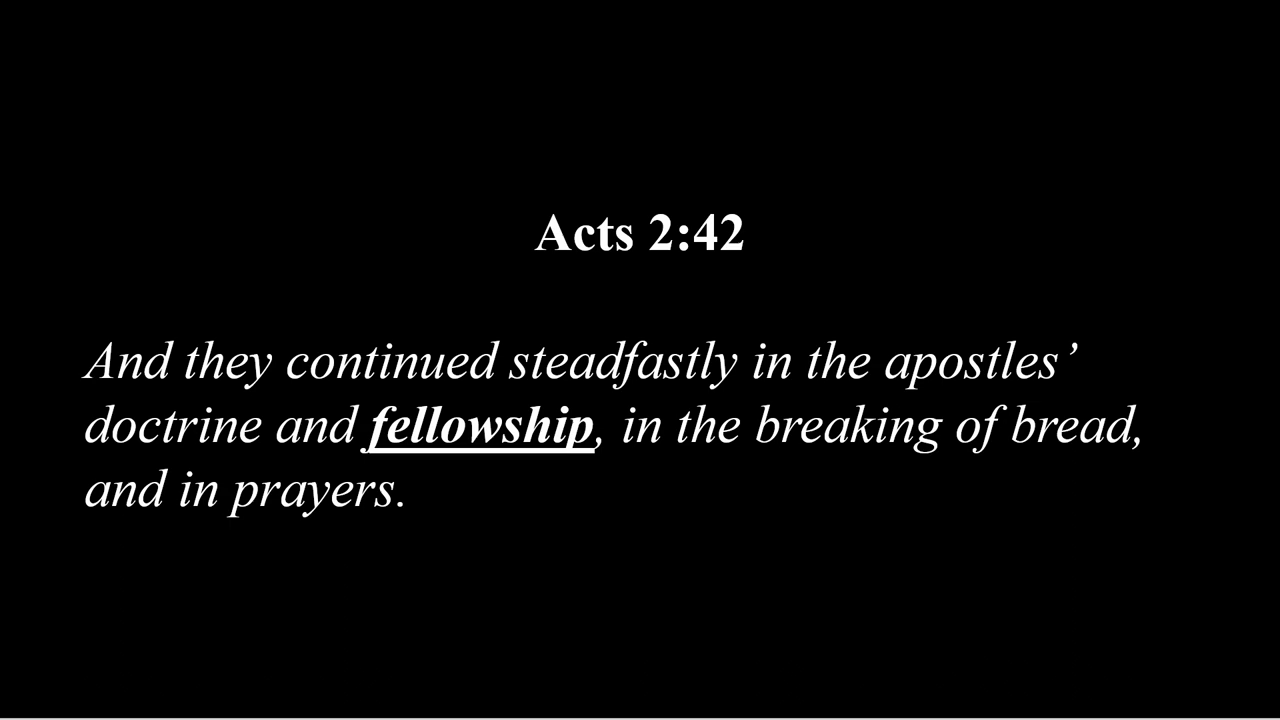 Acts 2:42
And they continued steadfastly in the apostles’
doctrine and fellowship, in the breaking of bread,
and in prayers.